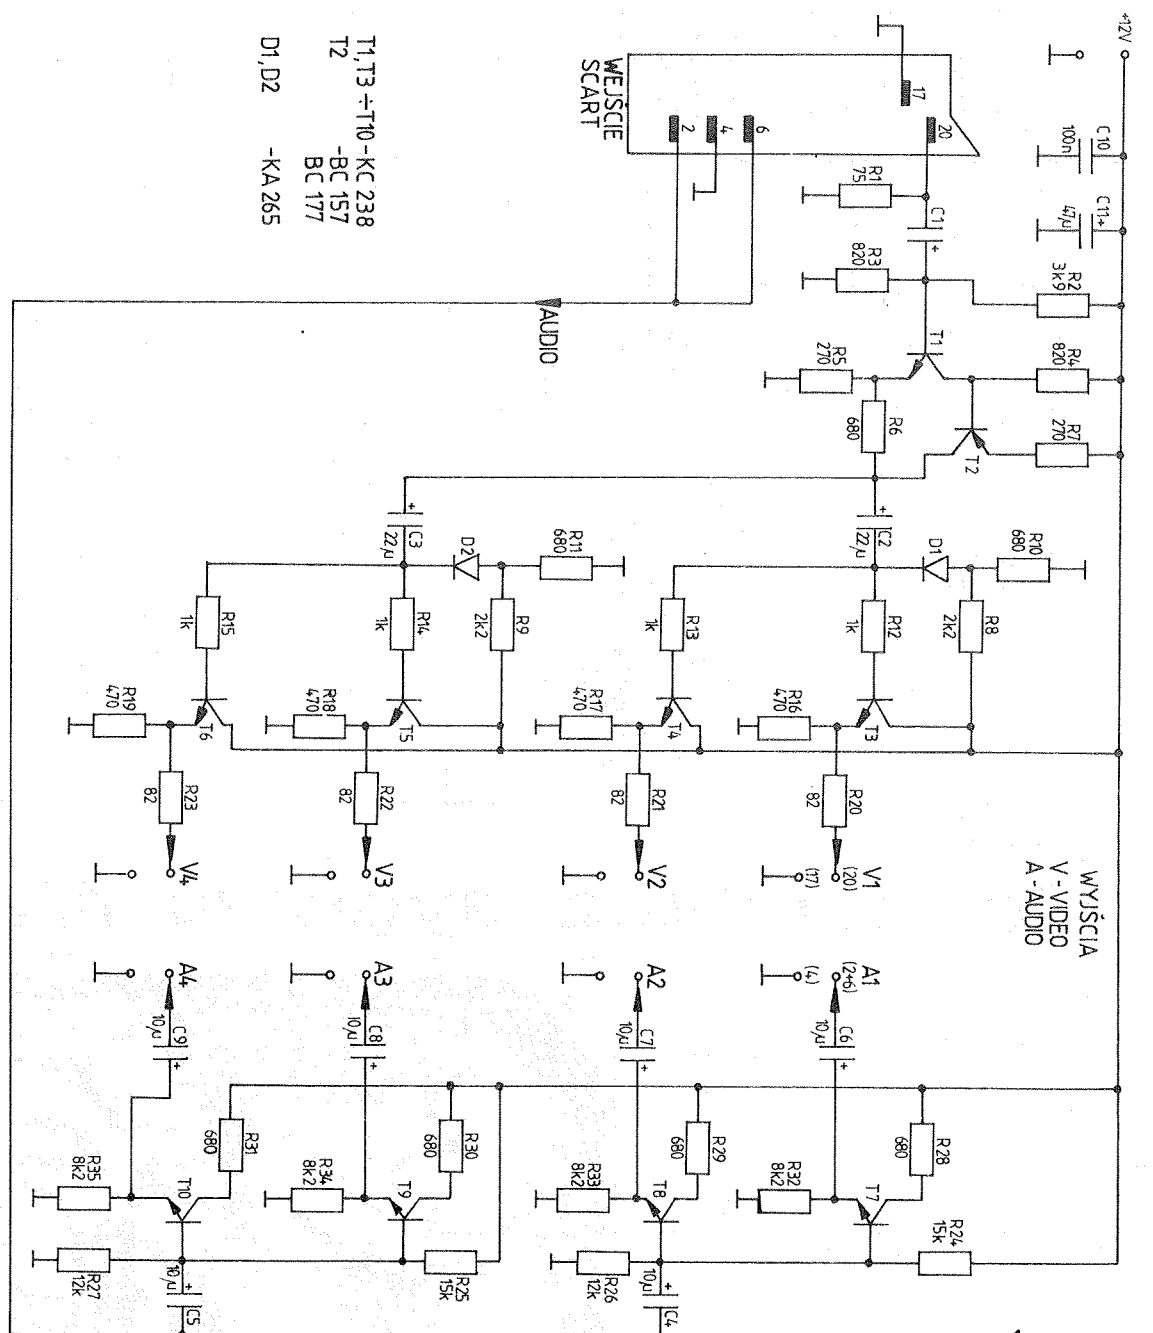 +12V
C10
100n
C11+
47µ
R2
3k9
R4
820
R7
270
17
20
6
4
2
WEJŚCIE
SCART
R1
75
C1
+
R3
820
T1
R5
270
R6
680
T2
AUDIO
T1,T3÷T10-KC 238
T2 -BC 157
BC 177
D1,D2 -KA 265
+
C2
22µ
+
C3
22µ
D1
R10
680
R8
2k2
D2
R11
680
R9
2k2
R12
1k
R13
1k
R14
1k
R15
1k
T3
R16
470
T4
R17
470
T5
R18
470
T6
R19
470
R20
82
R21
82
R22
82
R23
82
WYJŚCIA
V - VIDEO
A - AUDIO
V1
(20)
(17)
V2
V3
V4
A1
(2+6)
(4)
A2
A3
A4
C6
10µ
+
C7
10µ
+
C8
10µ
+
C9
10µ
+
R28
680
R29
680
R30
680
R31
680
T7
R32
8k2
T8
R33
8k2
T9
R34
8k2
T10
R35
8k2
R24
15k
R25
15k
R26
12k
R27
12k
10µ
+
C4
10µ
+
C5